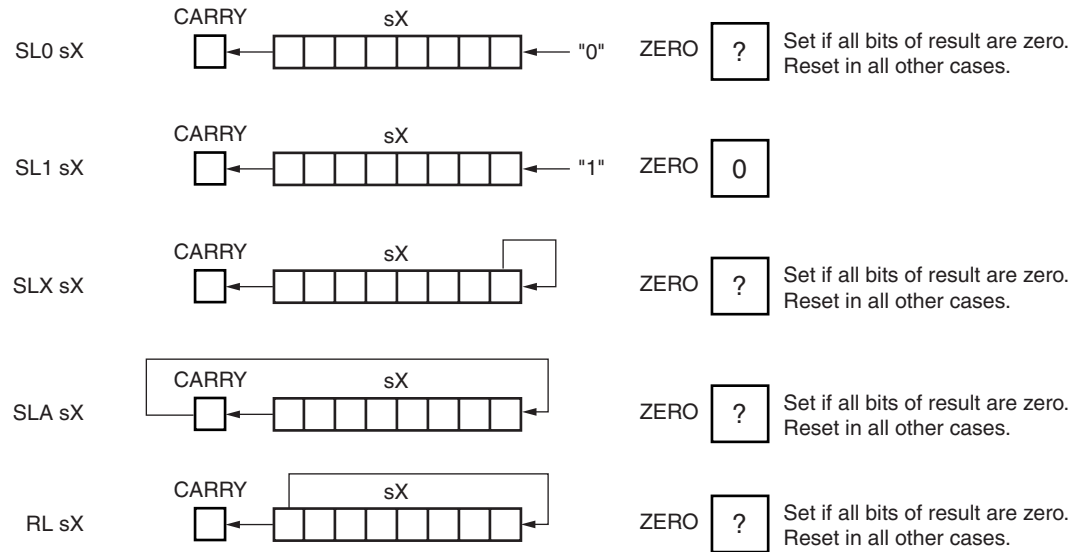 CARRY sX
SL0 sX "0" ZERO ? Set if all bits of result are zero.
Reset in all other cases.
CARRY sX
SL1 sX "1" ZERO 0
CARRY sX
SLX sX ZERO ? Set if all bits of result are zero.
Reset in all other cases.
CARRY sX
SLA sX ZERO ? Set if all bits of result are zero.
Reset in all other cases.
CARRY sX
RL sX ZERO ? Set if all bits of result are zero.
Reset in all other cases.